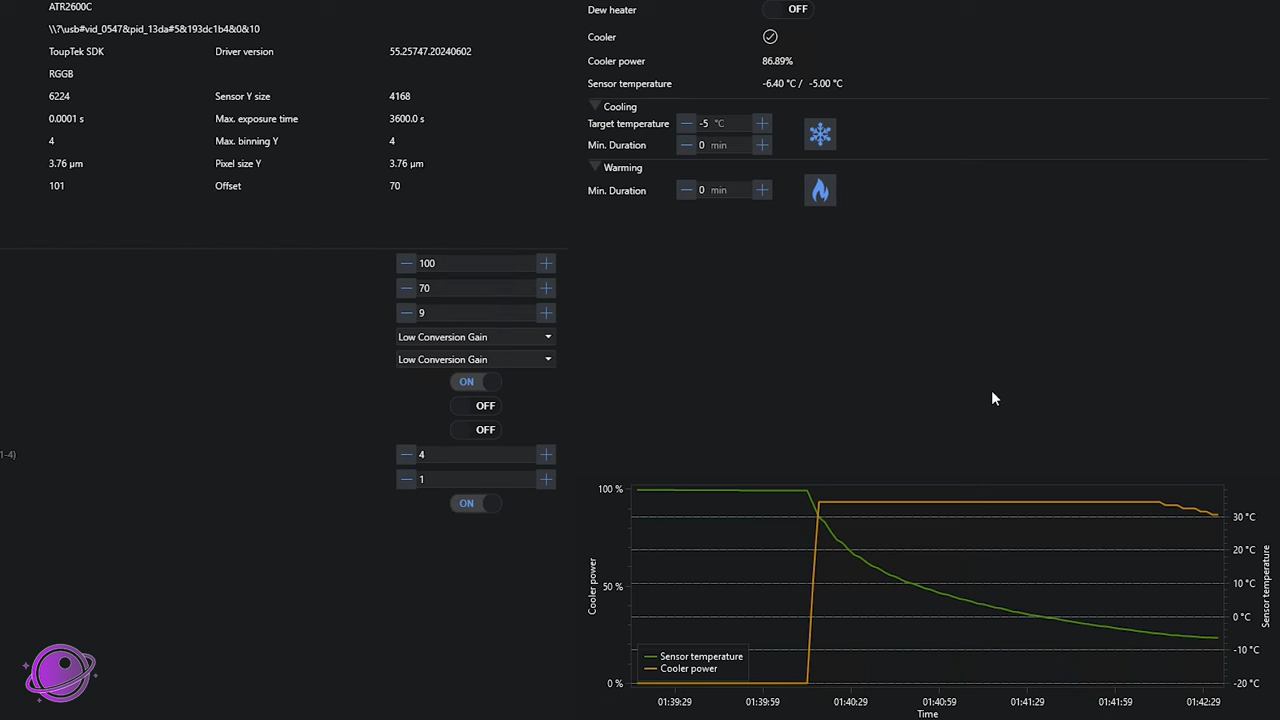 ATR2600C
\\?\usb#vid_0547&pid_13da#5&193dc1b4&0&10
ToupTek SDK Driver version 55.25747.20240602
RGGB
6224 Sensor Y size 4168
0.0001 s Max. exposure time 3600.0 s
4 Max. binning Y 4
3.76 µm Pixel size Y 3.76 µm
101 Offset 70
100
70
9
Low Conversion Gain
Low Conversion Gain
ON
OFF
OFF
1-4) 4
1
ON
Dew heater OFF
Cooler
Cooler power 86.89%
Sensor temperature -6.40 °C / -5.00 °C
Cooling
Target temperature -5 °C
Min. Duration 0 min
Warming
Min. Duration 0 min
100 %
50 %
0 %
Cooler power
Sensor temperature
Cooler power
30 °C
20 °C
10 °C
0 °C
-10 °C
-20 °C
Sensor temperature
01:39:29 01:39:59 01:40:29 01:40:59 01:41:29 01:41:59 01:42:29
Time